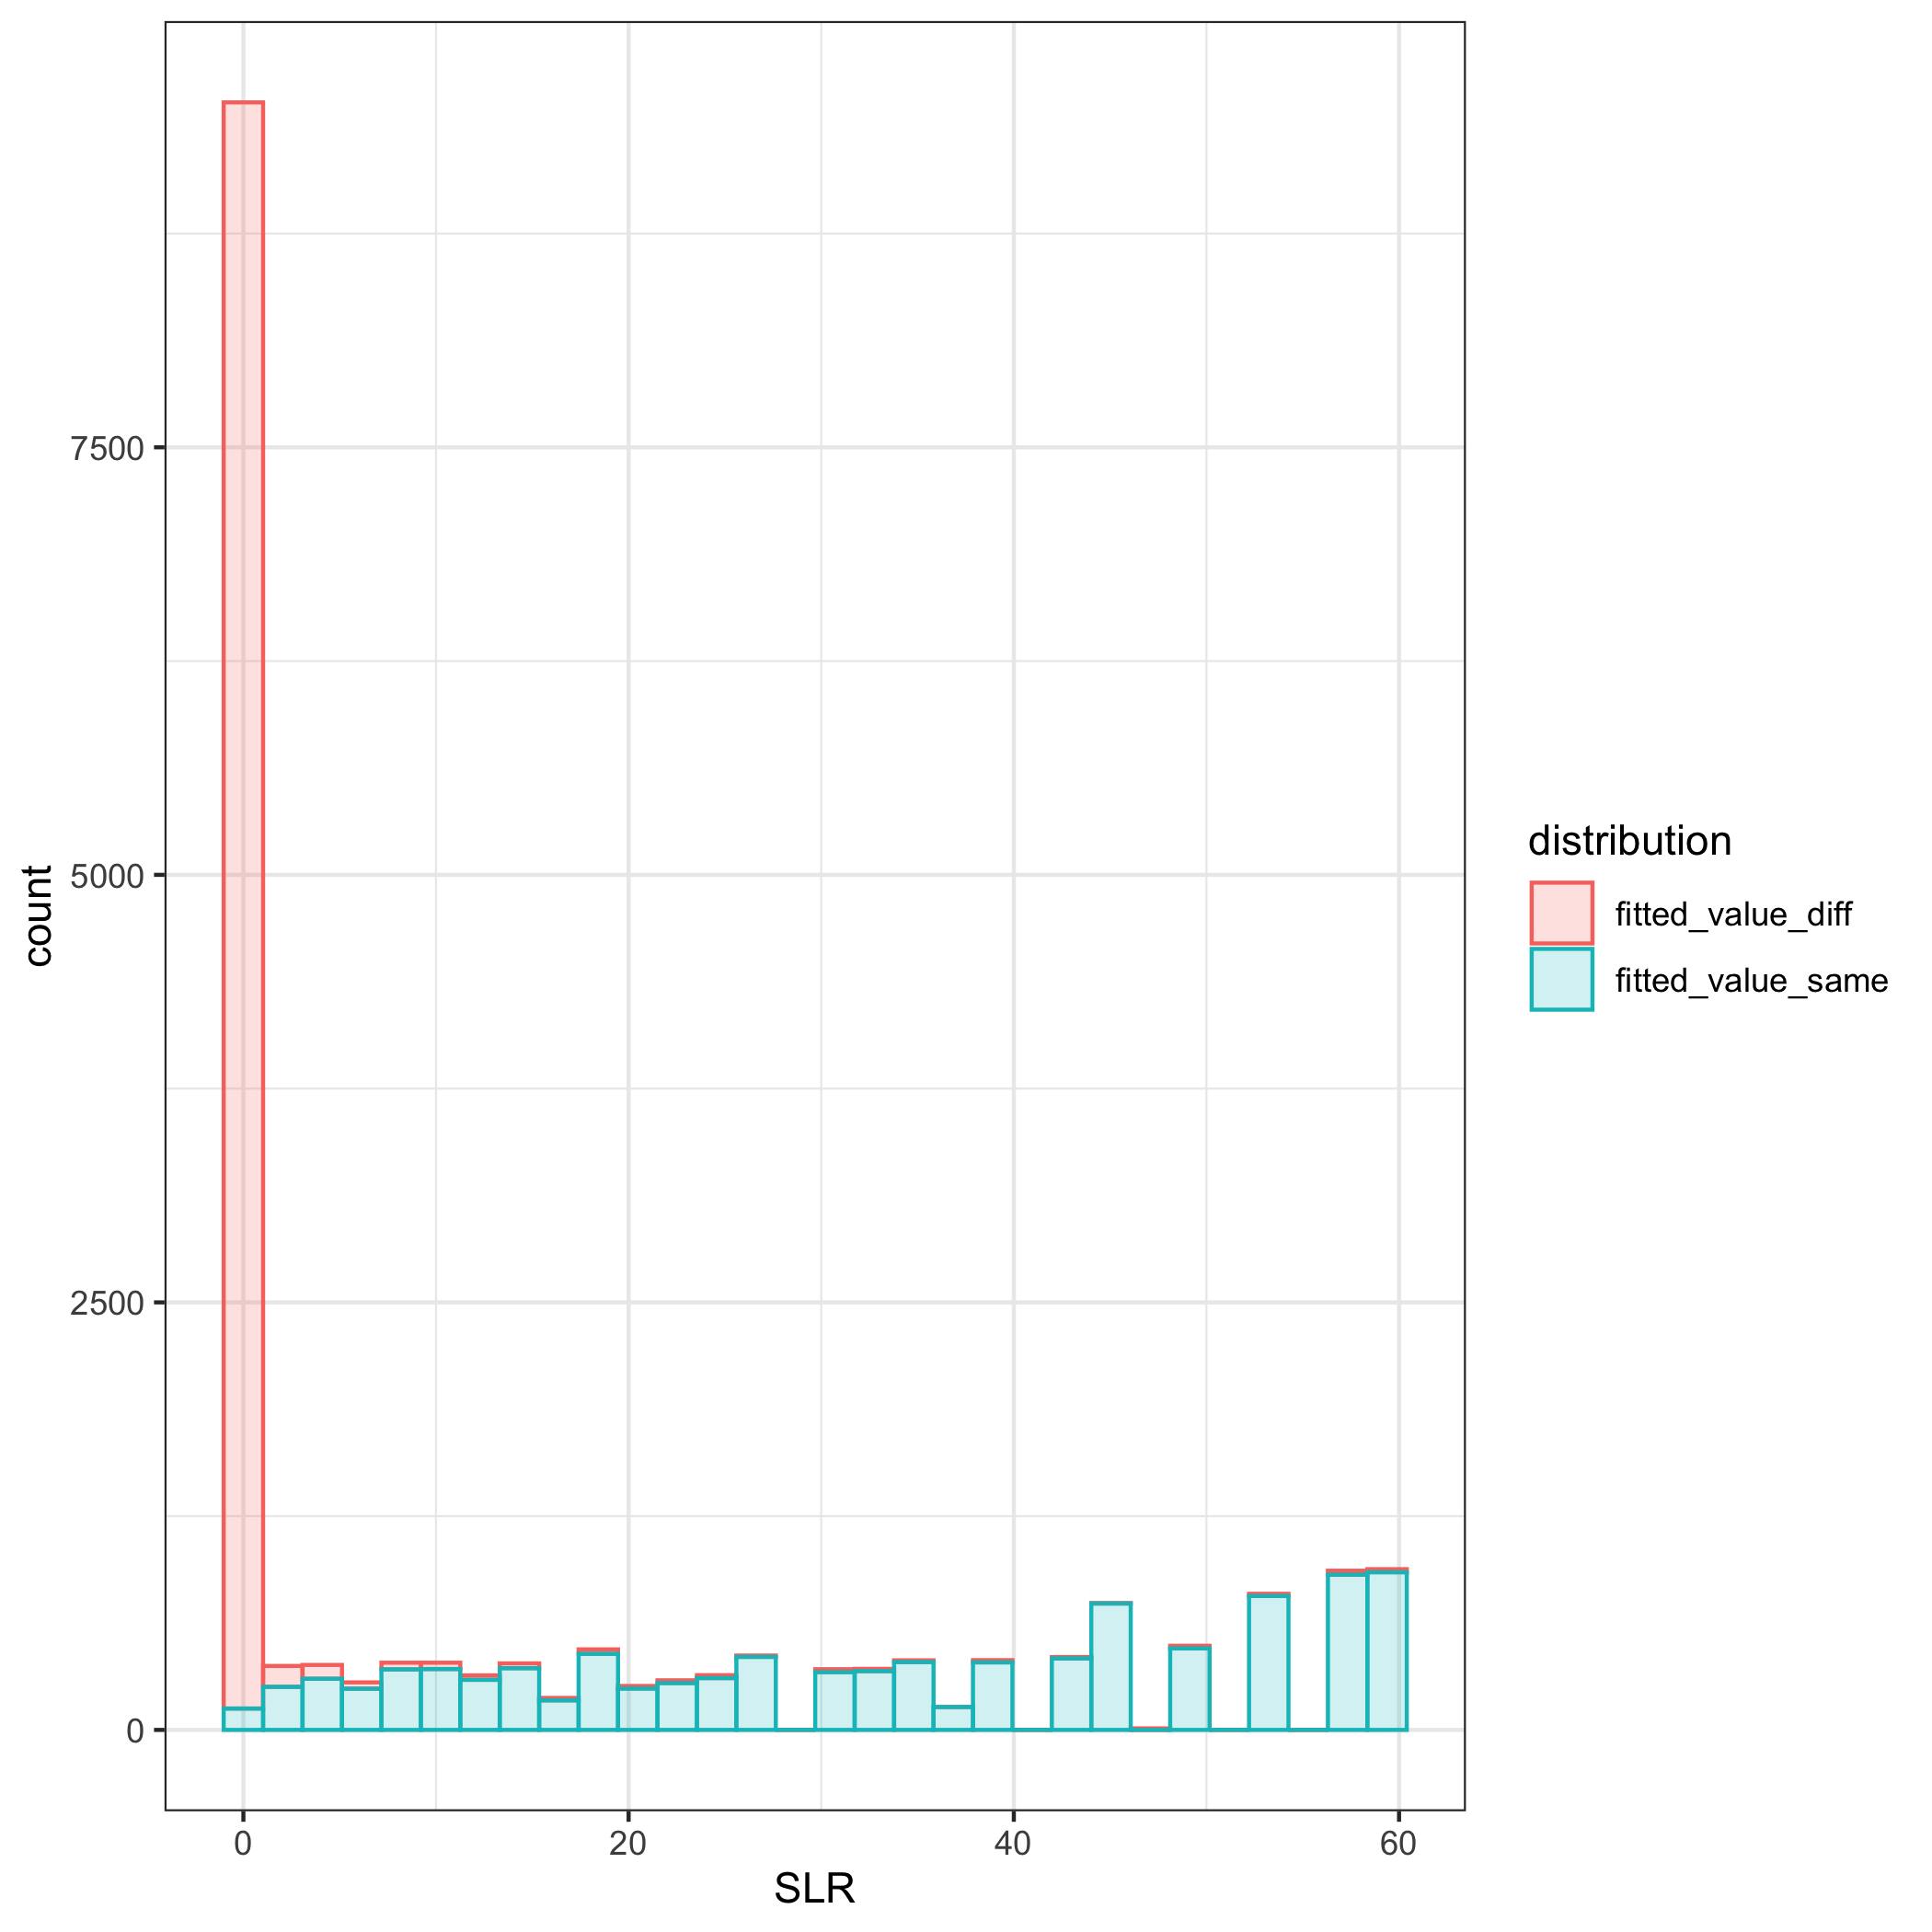 7500
5000
2500
0
count
0 20 40 60
SLR
distribution
fitted_value_diff
fitted_value_same